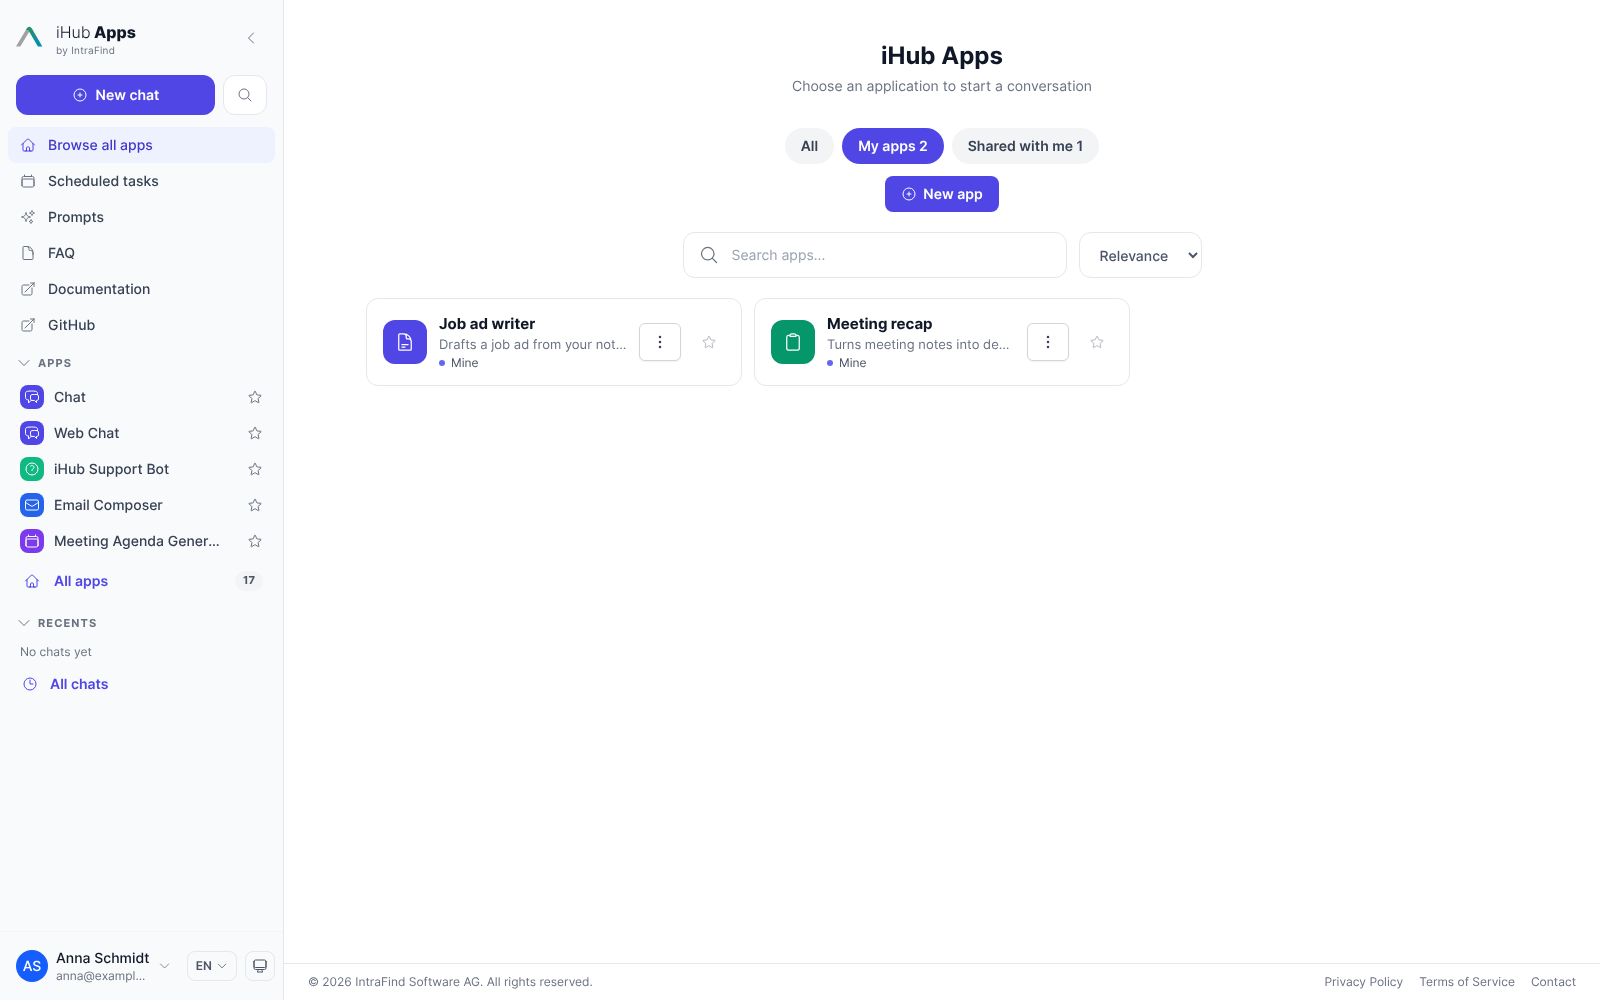 iHub Apps
by IntraFind
New chat
Browse all apps
Scheduled tasks
Prompts
FAQ
Documentation
GitHub
APPS
Chat
Web Chat
iHub Support Bot
Email Composer
Meeting Agenda Gener...
All apps 17
RECENTS
No chats yet
All chats
AS
Anna Schmidt
anna@exampl...
EN
iHub Apps
Choose an application to start a conversation
All
My apps 2
Shared with me 1
New app
Search apps...
Relevance
Job ad writer
Drafts a job ad from your not...
Mine
Meeting recap
Turns meeting notes into de...
Mine
© 2026 IntraFind Software AG. All rights reserved.
Privacy Policy
Terms of Service
Contact